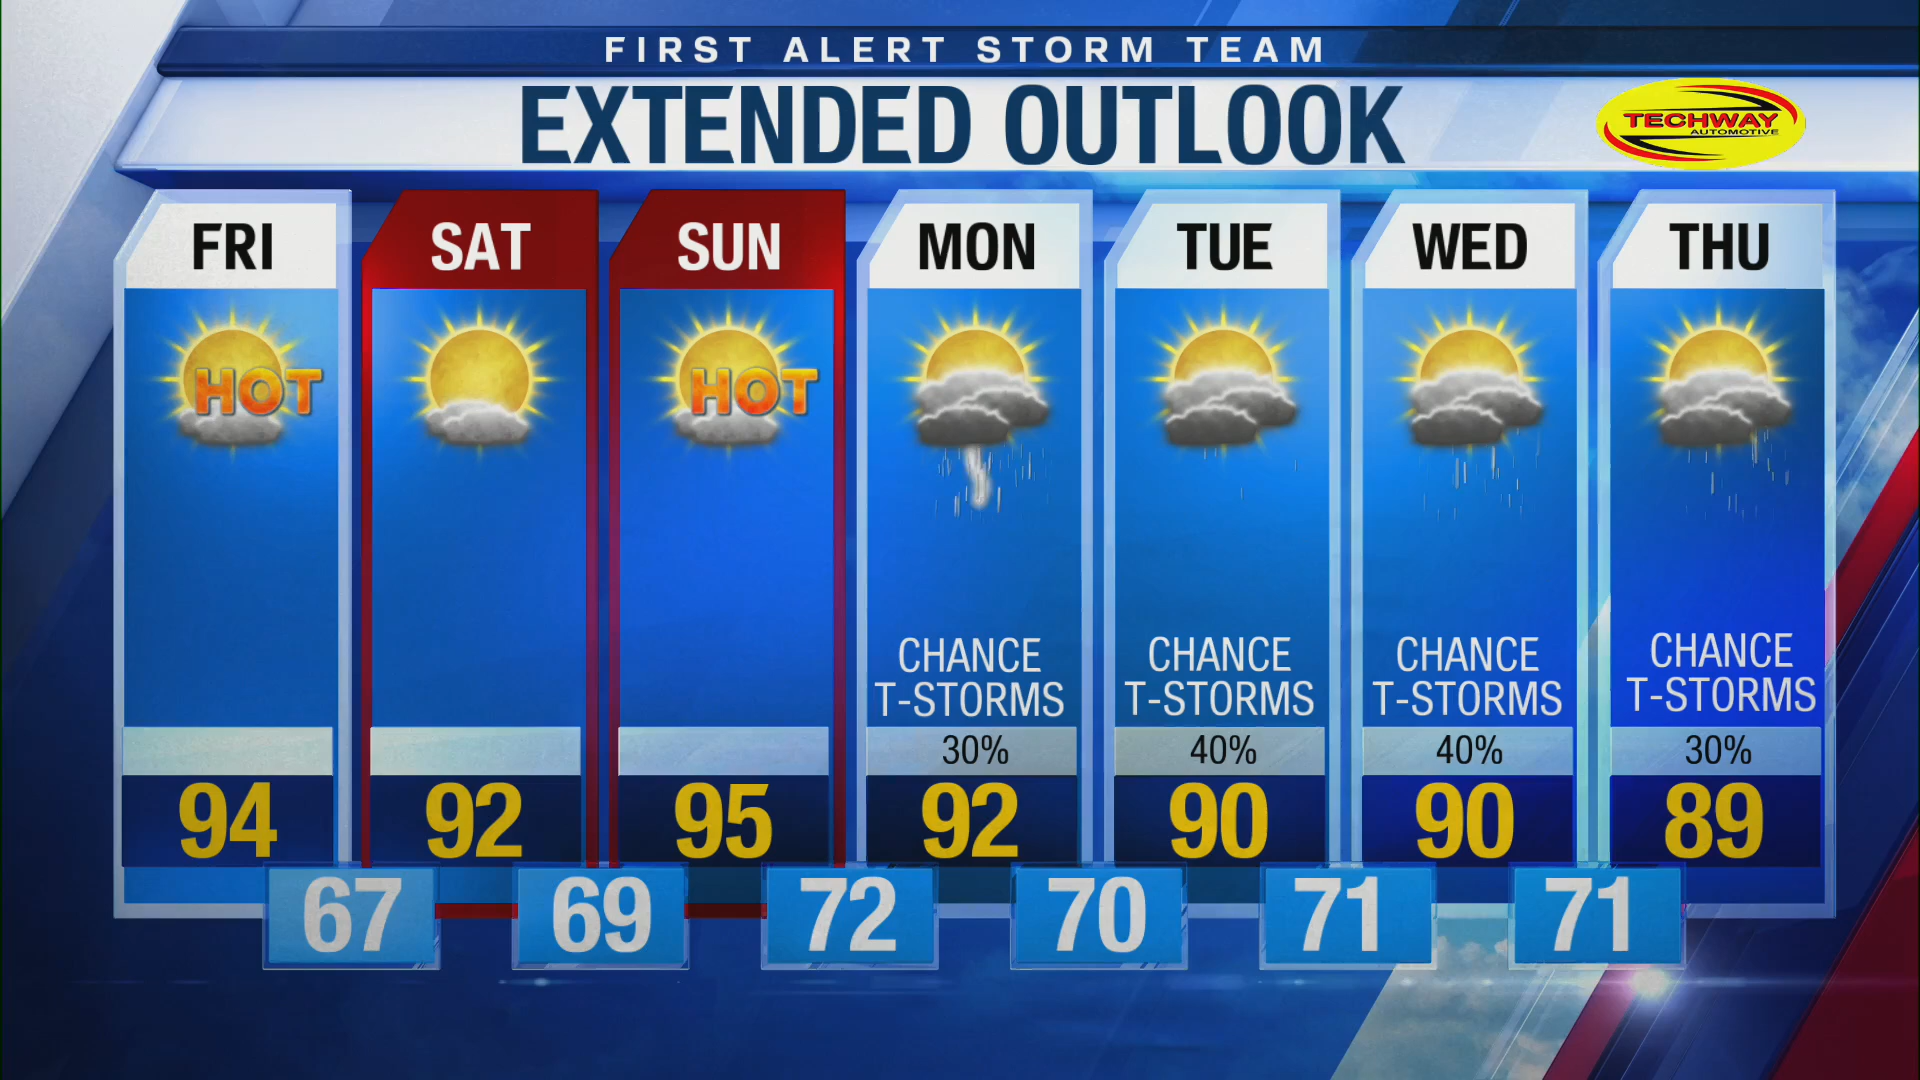 FIRST ALERT STORM TEAM
EXTENDED OUTLOOK
TECHWAY
AUTOMOTIVE
FRI
SAT
SUN
MON
TUE
WED
THU
HOT
HOT
CHANCE
T-STORMS
CHANCE
T-STORMS
CHANCE
T-STORMS
CHANCE
T-STORMS
30%
40%
40%
30%
94
92
95
92
90
90
89
67
69
72
70
71
71